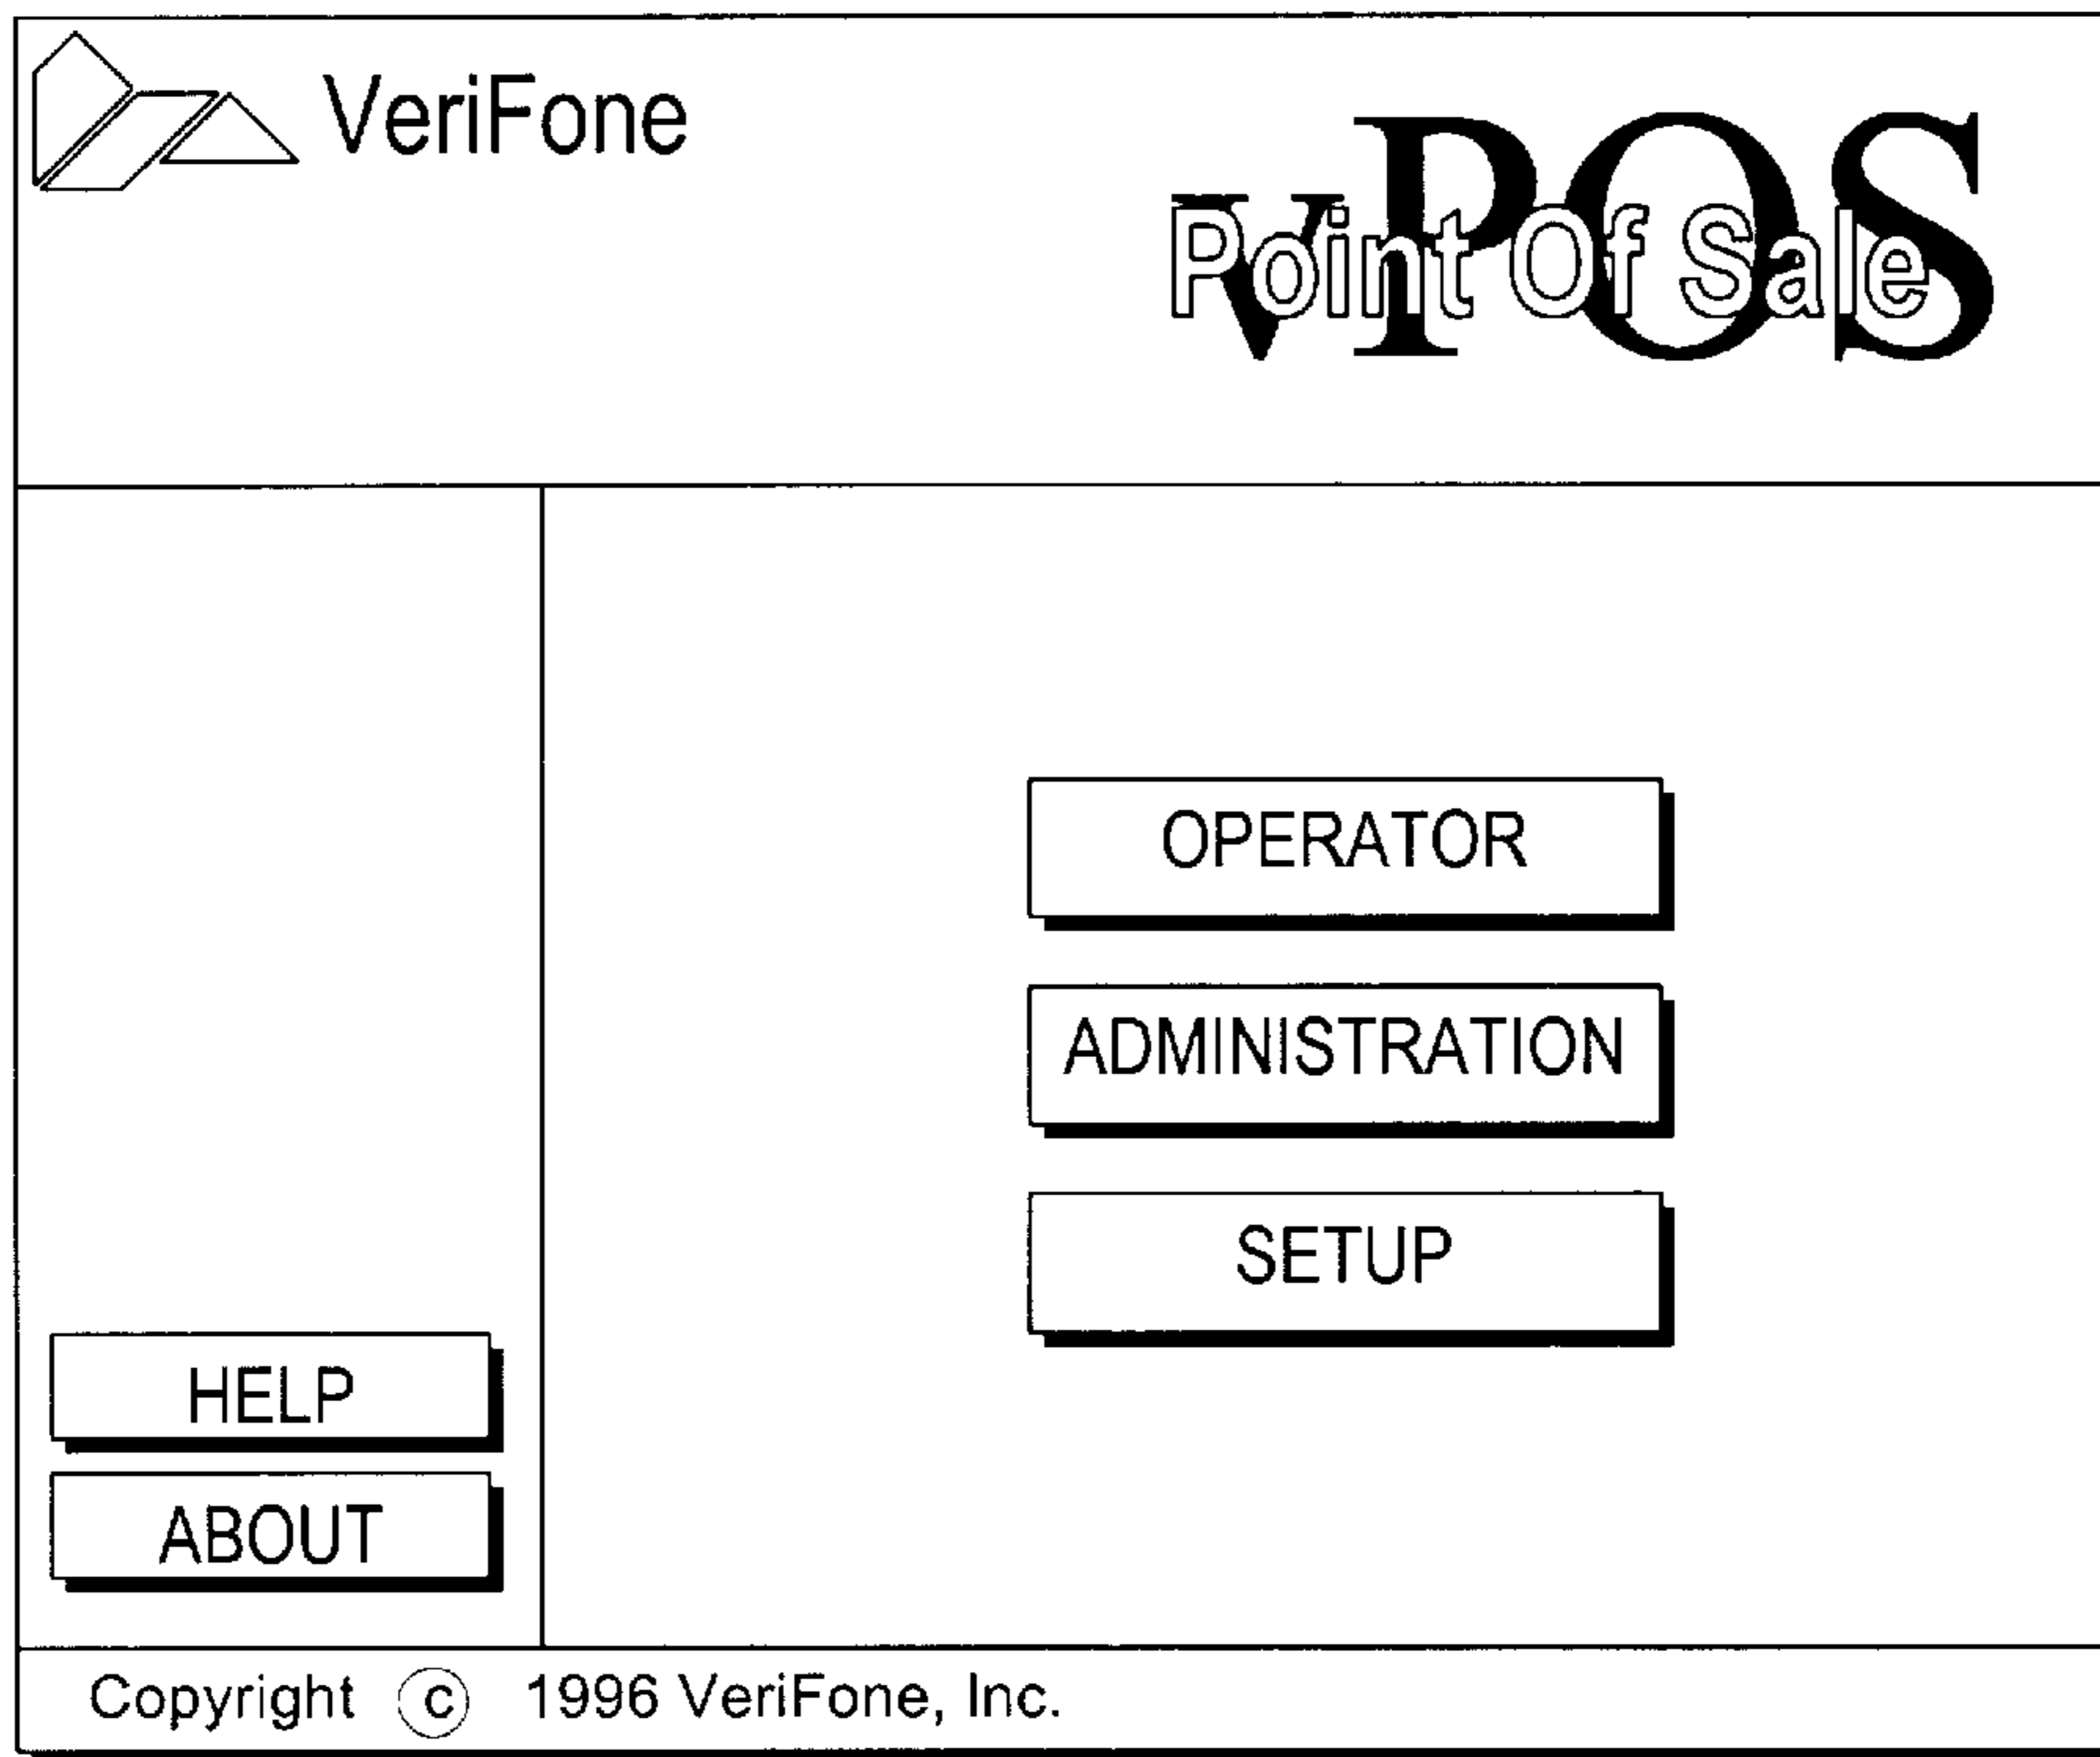 VeriFone
vPOS
Point Of Sale
OPERATOR
ADMINISTRATION
SETUP
HELP
ABOUT
Copyright © 1996 VeriFone, Inc.